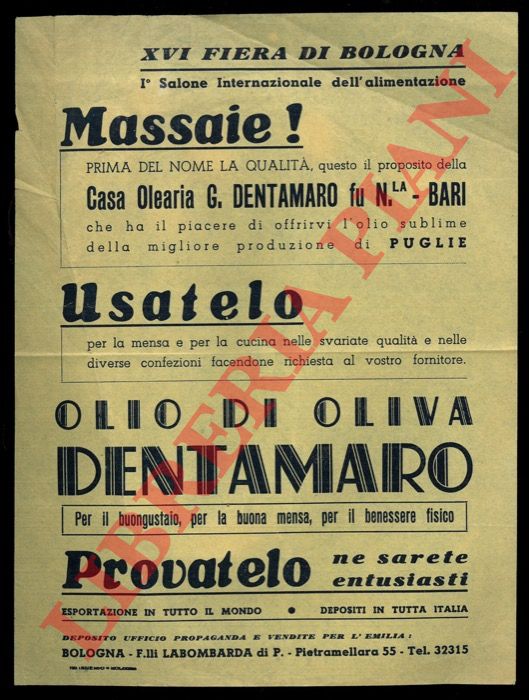 XVI FIERA DI BOLOGNA
I° Salone Internazionale dell'alimentazione
Massaie !
PRIMA DEL NOME LA QUALITÀ, questo il proposito della
Casa Olearia G. DENTAMARO fu N.LA - BARI
che ha il piacere di offrirvi l'olio sublime
della migliore produzione di PUGLIE
Usatelo
per la mensa e per la cucina nelle svariate qualità e nelle
diverse confezioni facendone richiesta al vostro fornitore.
OLIO DI OLIVA
DENTAMARO
Per il buongustaio, per la buona mensa, per il benessere fisico
Provatelo ne sarete
entusiasti
ESPORTAZIONE IN TUTTO IL MONDO • DEPOSITI IN TUTTA ITALIA
DEPOSITO UFFICIO PROPAGANDA E VENDITE PER L'EMILIA :
BOLOGNA - F.lli LABOMBARDA di P. - Pietramellara 55 - Tel. 32315
LIBRERIA PIANI